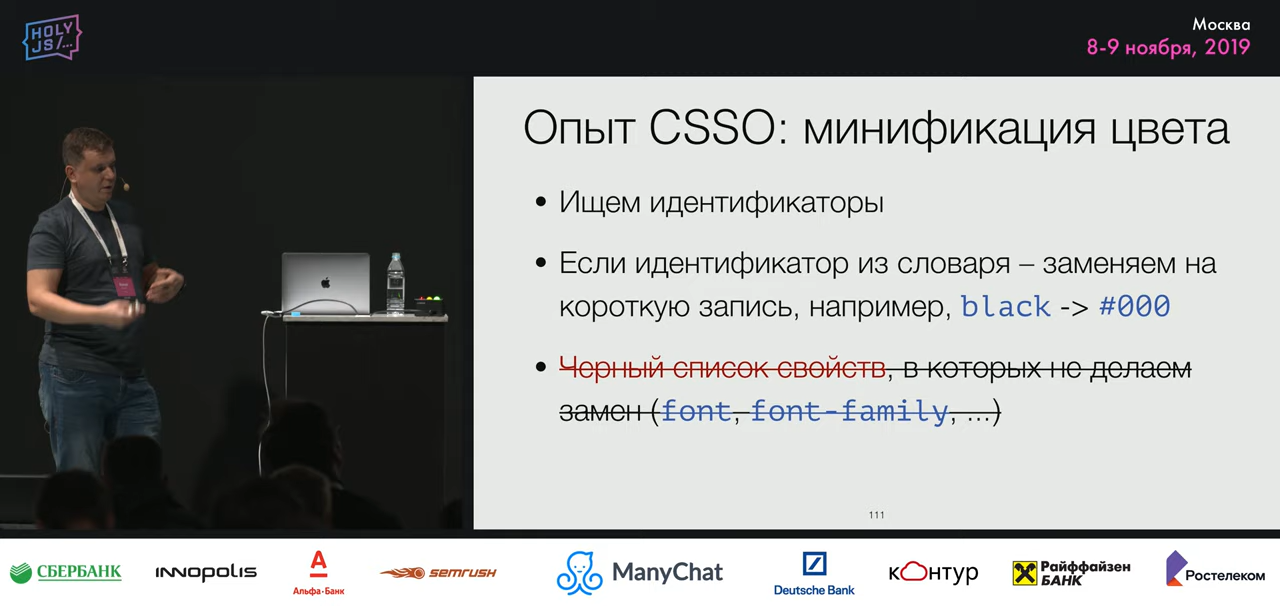 HOLY
JS/...
Москва
8-9 ноября, 2019
Опыт CSSO: минификация цвета
• Ищем идентификаторы
• Если идентификатор из словаря – заменяем на
короткую запись, например, black -> #000
• Черный список свойств, в которых не делаем
замен (font, font-family, ...)
111
СБЕРБАНК
INNOPOLIS
А
Альфа·Банк
semrush
ManyChat
Deutsche Bank
контур
Райффайзен
БАНК
Ростелеком